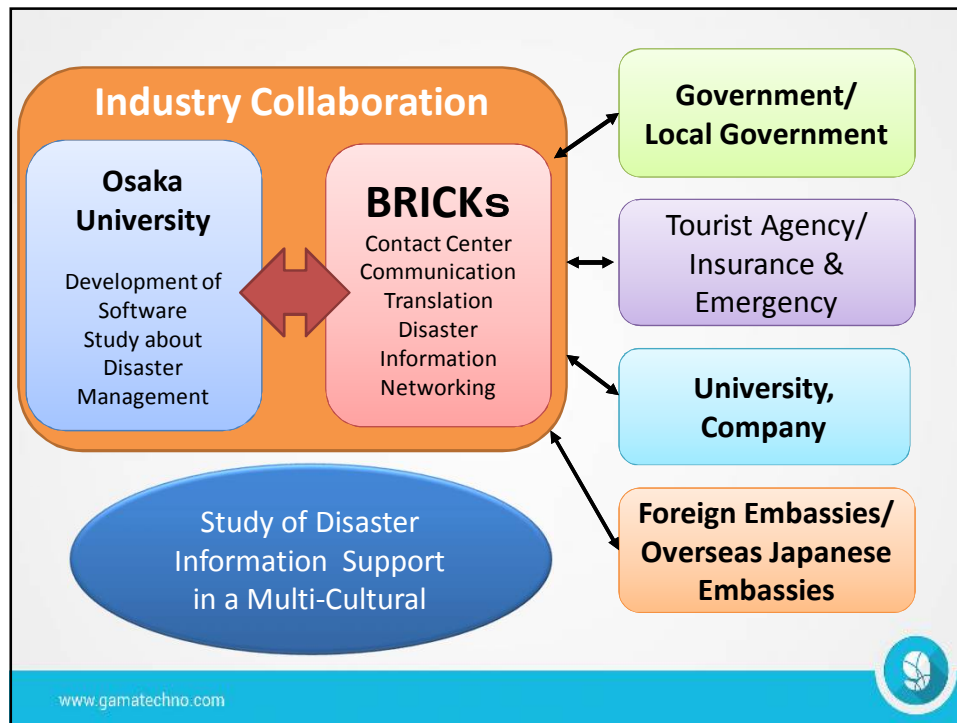 Industry Collaboration
Osaka
University
Development of
Software
Study about
Disaster
Management
BRICKs
Contact Center
Communication
Translation
Disaster
Information
Networking
Government/
Local Government
Tourist Agency/
Insurance &
Emergency
University,
Company
Foreign Embassies/
Overseas Japanese
Embassies
Study of Disaster
Information Support
in a Multi-Cultural
www.gamatechno.com